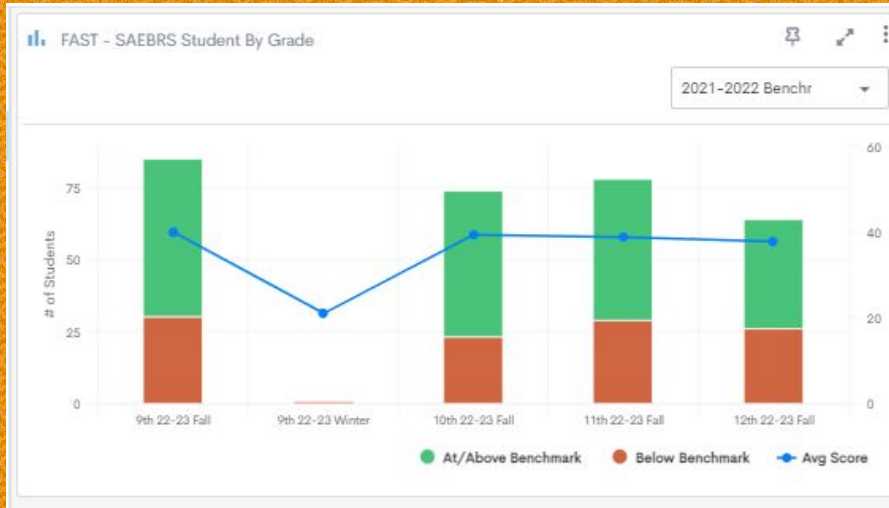 FAST - SAEBRS Student By Grade
2021-2022 Benchr
60
75
40
50
# of Students
25
20
0
0
9th 22-23 Fall
9th 22-23 Winter
10th 22-23 Fall
11th 22-23 Fall
12th 22-23 Fall
At/Above Benchmark
Below Benchmark
Avg Score